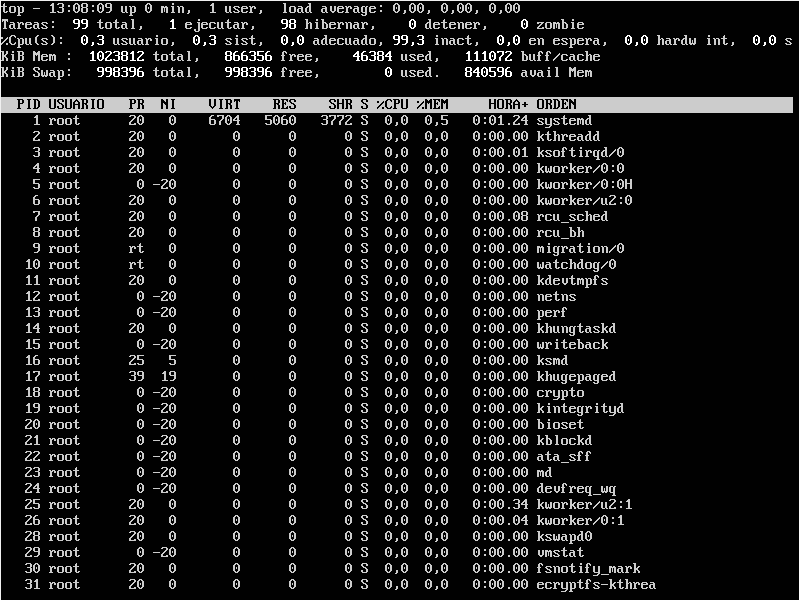 top - 13:08:09 up 0 min,  1 user,  load average: 0,00, 0,00, 0,00
Tareas:  99 total,   1 ejecutar,  98 hibernar,   0 detener,   0 zombie
%Cpu(s):  0,3 usuario,  0,3 sist,  0,0 adecuado, 99,3 inact,  0,0 en espera,  0,0 hardw int,  0,0 s
KiB Mem :  1023812 total,   866356 free,    46384 used,   111072 buff/cache
KiB Swap:   998396 total,   998396 free,        0 used.   840596 avail Mem
PID USUARIO   PR  NI    VIRT    RES    SHR S %CPU %MEM     HORA+ ORDEN
1 root      20   0    6704   5060   3772 S  0,0  0,5   0:01.24 systemd
2 root      20   0       0      0      0 S  0,0  0,0   0:00.00 kthreadd
3 root      20   0       0      0      0 S  0,0  0,0   0:00.01 ksoftirqd/0
4 root      20   0       0      0      0 S  0,0  0,0   0:00.00 kworker/0:0
5 root       0 -20       0      0      0 S  0,0  0,0   0:00.00 kworker/0:0H
6 root      20   0       0      0      0 S  0,0  0,0   0:00.00 kworker/u2:0
7 root      20   0       0      0      0 S  0,0  0,0   0:00.08 rcu_sched
8 root      20   0       0      0      0 S  0,0  0,0   0:00.00 rcu_bh
9 root      rt   0       0      0      0 S  0,0  0,0   0:00.00 migration/0
10 root      rt   0       0      0      0 S  0,0  0,0   0:00.00 watchdog/0
11 root      20   0       0      0      0 S  0,0  0,0   0:00.00 kdevtmpfs
12 root       0 -20       0      0      0 S  0,0  0,0   0:00.00 netns
13 root       0 -20       0      0      0 S  0,0  0,0   0:00.00 perf
14 root      20   0       0      0      0 S  0,0  0,0   0:00.00 khungtaskd
15 root       0 -20       0      0      0 S  0,0  0,0   0:00.00 writeback
16 root      25   5       0      0      0 S  0,0  0,0   0:00.00 ksmd
17 root      39  19       0      0      0 S  0,0  0,0   0:00.00 khugepaged
18 root       0 -20       0      0      0 S  0,0  0,0   0:00.00 crypto
19 root       0 -20       0      0      0 S  0,0  0,0   0:00.00 kintegrityd
20 root       0 -20       0      0      0 S  0,0  0,0   0:00.00 bioset
21 root       0 -20       0      0      0 S  0,0  0,0   0:00.00 kblockd
22 root       0 -20       0      0      0 S  0,0  0,0   0:00.00 ata_sff
23 root       0 -20       0      0      0 S  0,0  0,0   0:00.00 md
24 root       0 -20       0      0      0 S  0,0  0,0   0:00.00 devfreq_wq
25 root      20   0       0      0      0 S  0,0  0,0   0:00.34 kworker/u2:1
26 root      20   0       0      0      0 S  0,0  0,0   0:00.04 kworker/0:1
28 root      20   0       0      0      0 S  0,0  0,0   0:00.00 kswapd0
29 root       0 -20       0      0      0 S  0,0  0,0   0:00.00 vmstat
30 root      20   0       0      0      0 S  0,0  0,0   0:00.00 fsnotify_mark
31 root      20   0       0      0      0 S  0,0  0,0   0:00.00 ecryptfs-kthrea